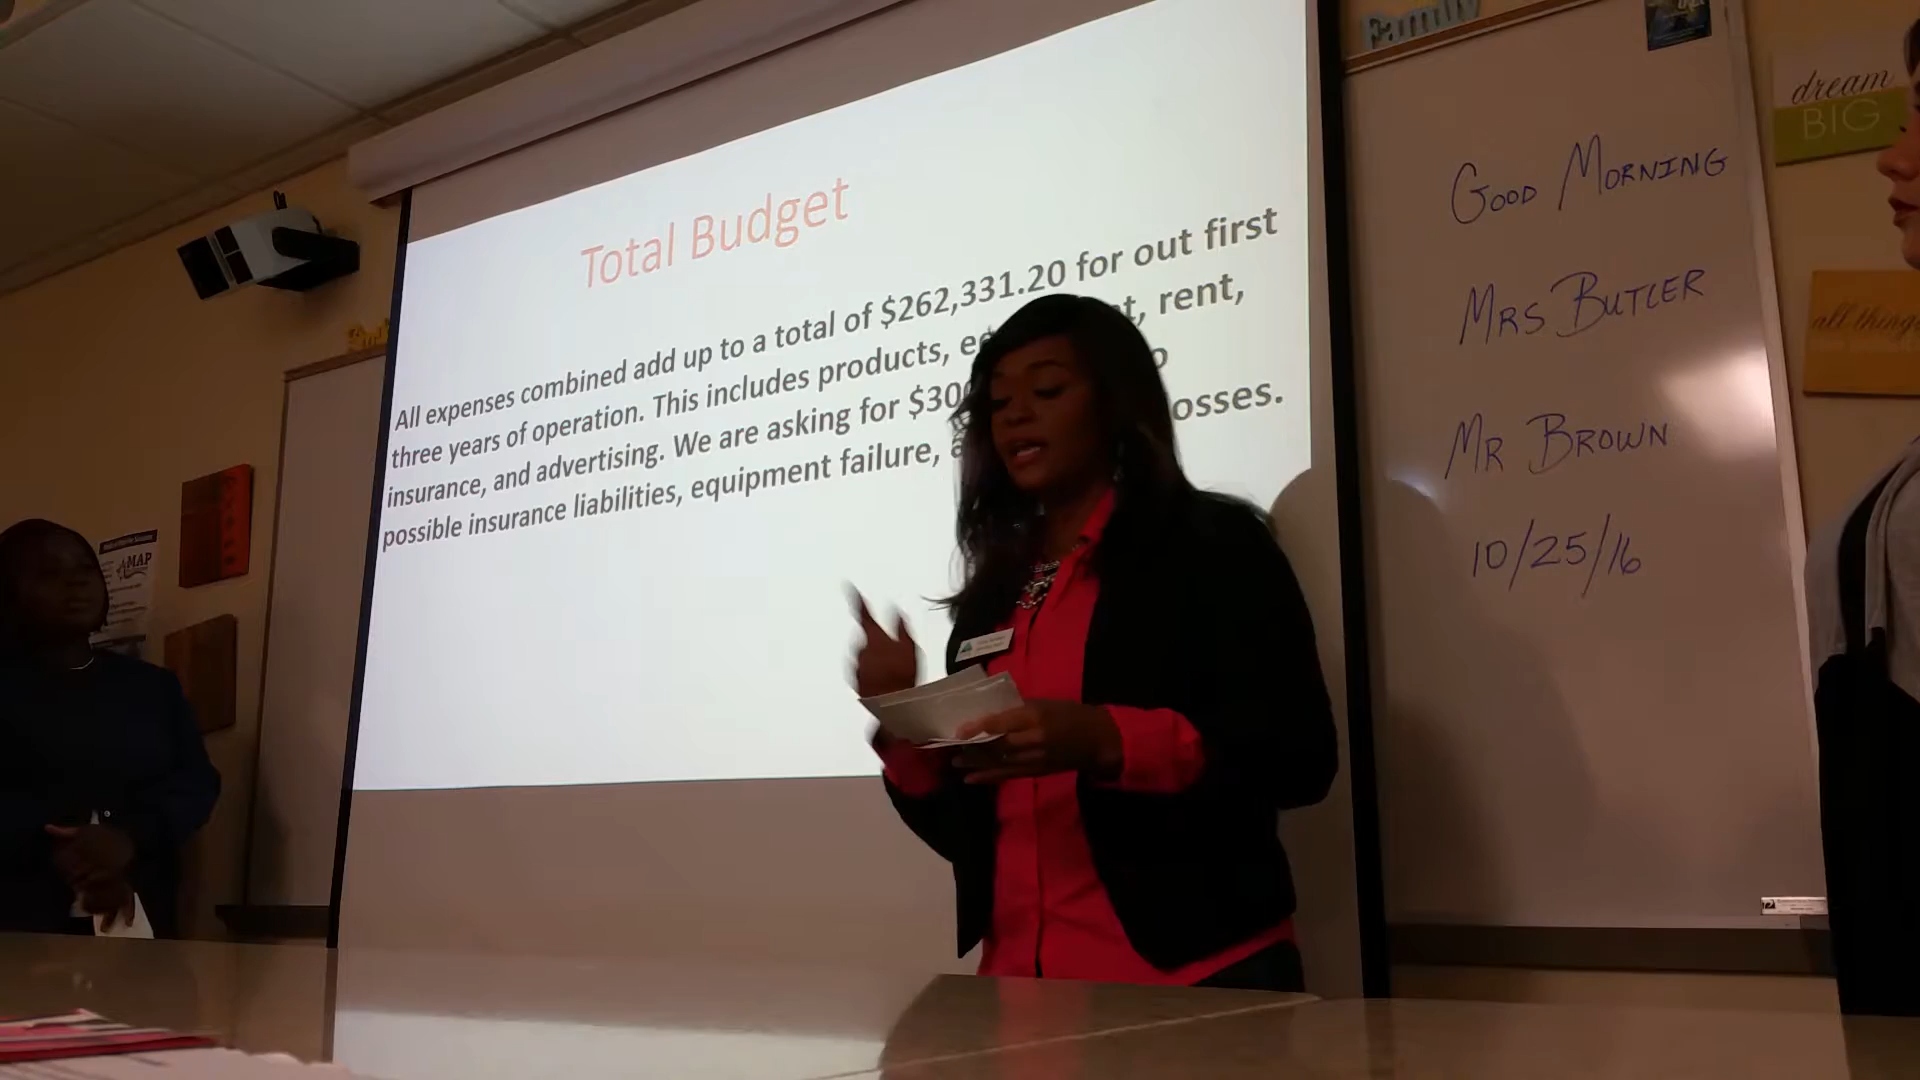 Total Budget
All expenses combined add up to a total of $262,331.20 for out first
three years of operation. This includes products, rent,
insurance, and advertising. We are asking for
possible insurance liabilities, equipment failure,
Family
dream
BIG
GOOD MORNING
MRS BUTLER
MR BROWN
10/25/16
all things
AMAP